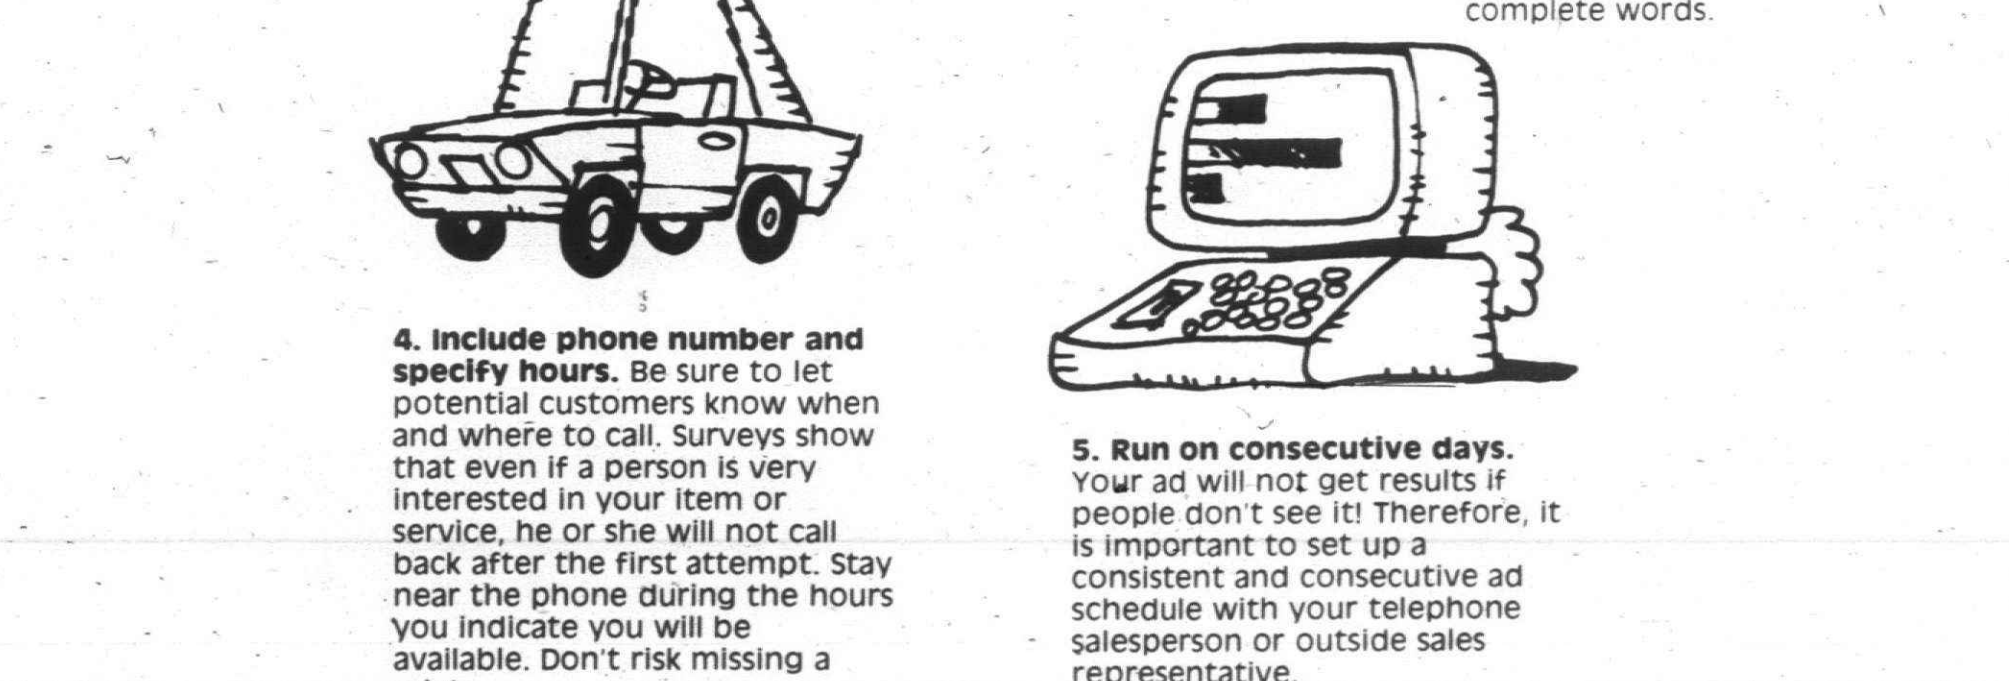 complete words.
4. Include phone number and
specify hours. Be sure to let
potential customers know when
and where to call. Surveys show
that even if a person is very
interested in your item or
service, he or she will not call
back after the first attempt. Stay
near the phone during the hours
you indicate you will be
available. Don't risk missing a
5. Run on consecutive days.
Your ad will not get results if
people don't see it! Therefore, it
is important to set up a
consistent and consecutive ad
schedule with your telephone
salesperson or outside sales
representative.